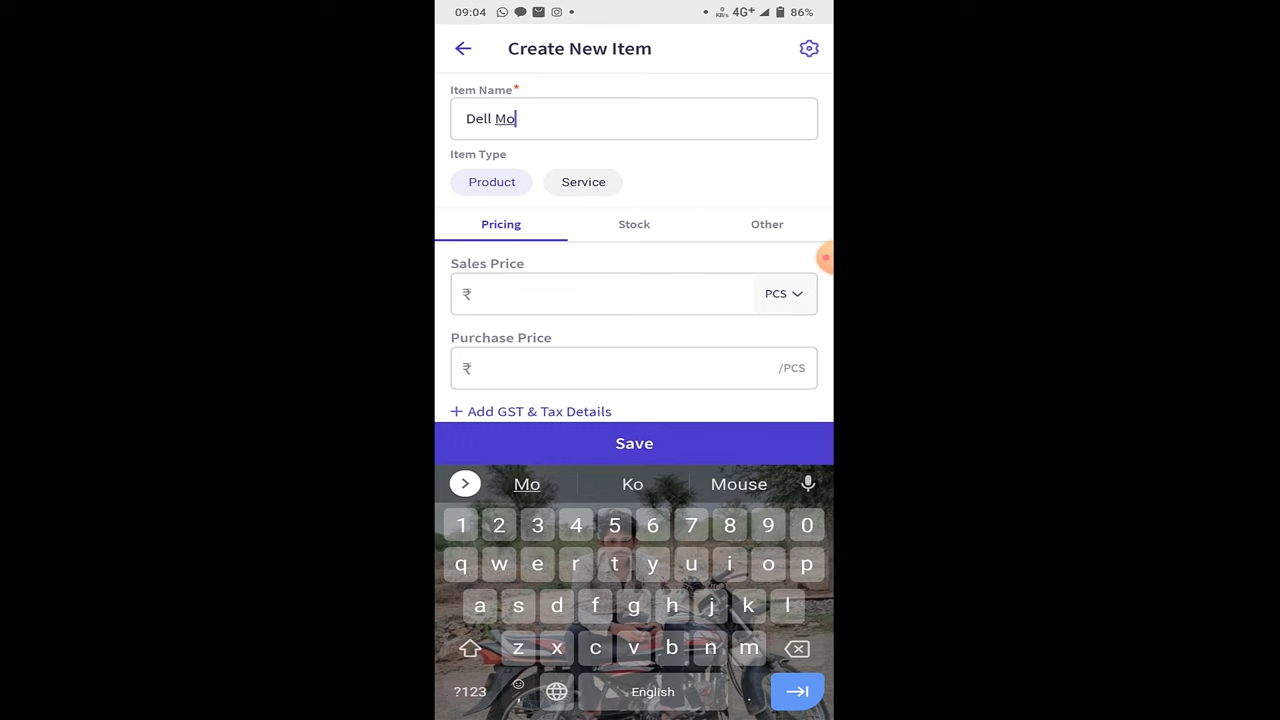 09:04 0 KB/s 4G+ 86%
Create New Item
Item Name*
Dell Mo
Item Type
Product Service
Pricing Stock Other
Sales Price
₹ PCS
Purchase Price
₹ /PCS
+ Add GST & Tax Details
Save
Mo Ko Mouse
1 2 3 4 5 6 7 8 9 0
q w e r t y u i o p
a s d f g h j k l
z x c v b n m
?123 , English .